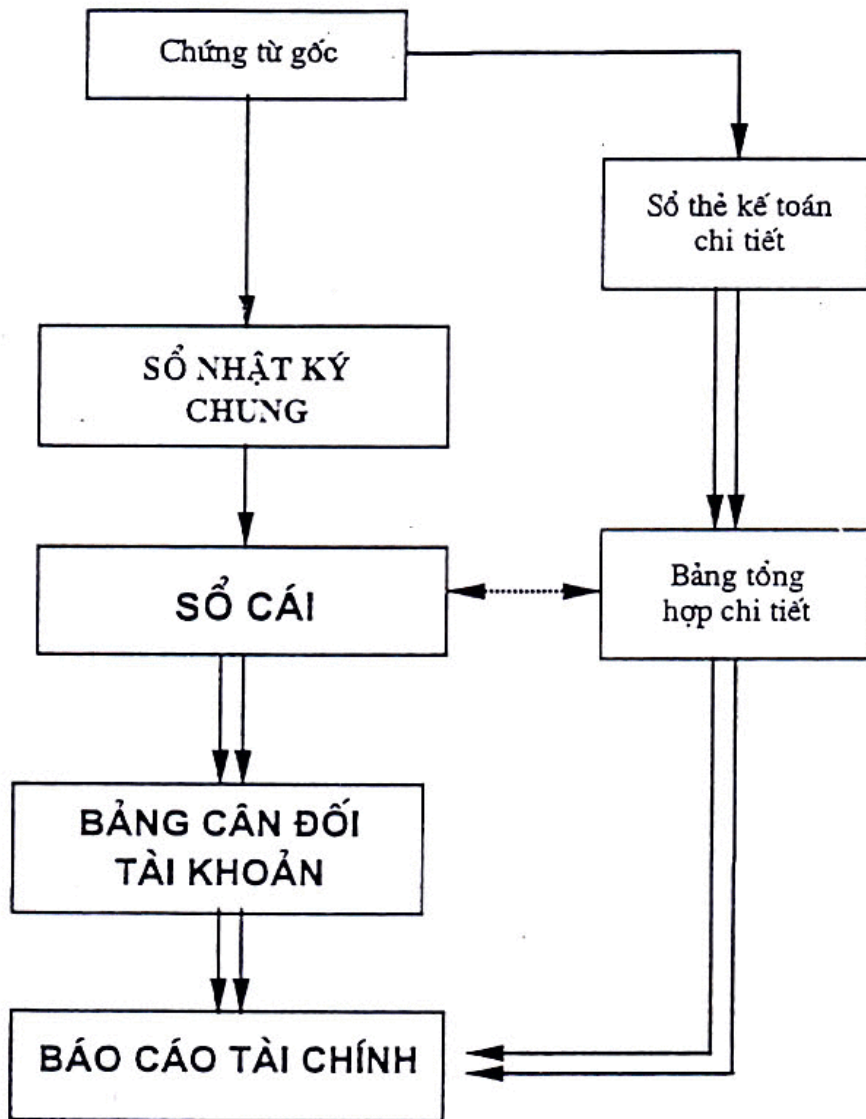 Chứng từ gốc
Sổ thẻ kế toán
chi tiết
SỔ NHẬT KÝ
CHUNG
SỔ CÁI
Bảng tổng
hợp chi tiết
BẢNG CÂN ĐỐI
TÀI KHOẢN
BÁO CÁO TÀI CHÍNH